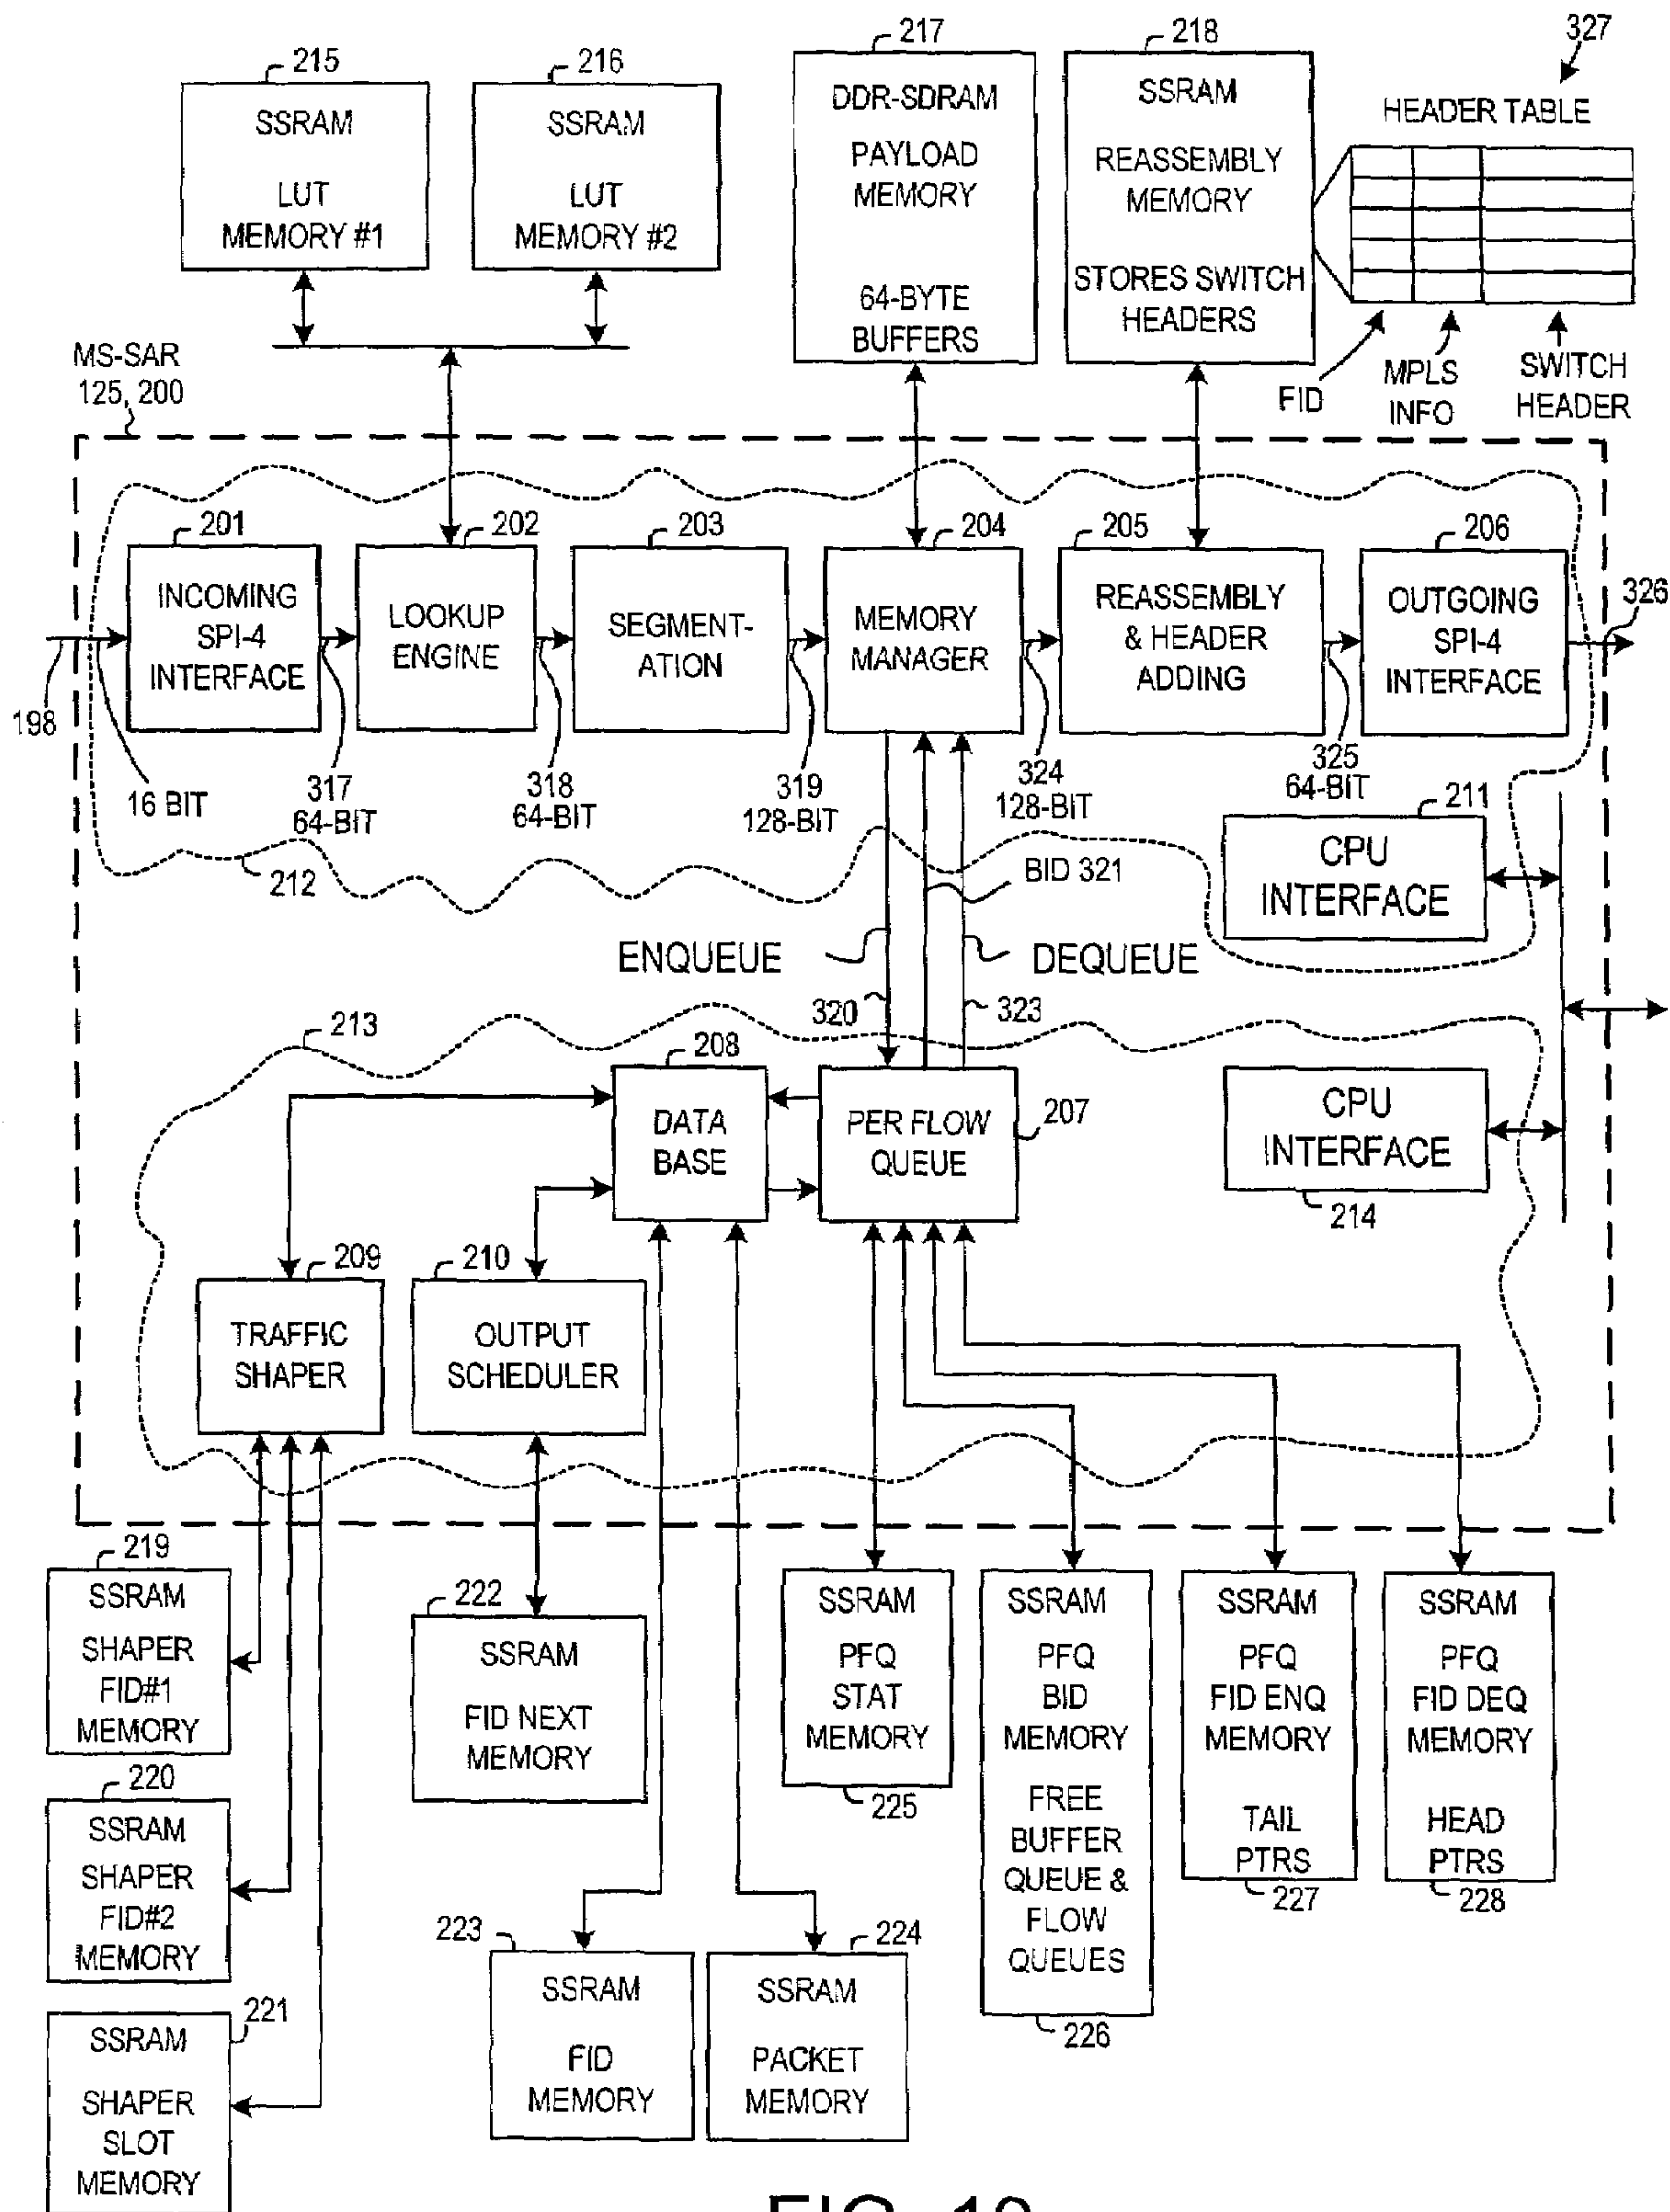 217
218
327
215
216
SSRAM
LUT
MEMORY #1
SSRAM
LUT
MEMORY #2
DDR-SDRAM
PAYLOAD
MEMORY
64-BYTE
BUFFERS
SSRAM
REASSEMBLY
MEMORY
STORES SWITCH
HEADERS
HEADER TABLE
FID
MPLS
INFO
SWITCH
HEADER
MS-SAR
125, 200
201
INCOMING
SPI-4
INTERFACE
202
LOOKUP
ENGINE
203
SEGMENT-
ATION
204
MEMORY
MANAGER
205
REASSEMBLY
& HEADER
ADDING
206
OUTGOING
SPI-4
INTERFACE
326
198
16 BIT
317
64-BIT
318
64-BIT
319
128-BIT
324
128-BIT
325
64-BIT
212
211
CPU
INTERFACE
BID 321
ENQUEUE
DEQUEUE
320
323
213
208
DATA
BASE
PER FLOW
QUEUE
207
CPU
INTERFACE
214
209
TRAFFIC
SHAPER
210
OUTPUT
SCHEDULER
219
SSRAM
SHAPER
FID#1
MEMORY
220
SSRAM
SHAPER
FID#2
MEMORY
221
SSRAM
SHAPER
SLOT
MEMORY
222
SSRAM
FID NEXT
MEMORY
223
SSRAM
FID
MEMORY
224
SSRAM
PACKET
MEMORY
SSRAM
PFQ
STAT
MEMORY
225
SSRAM
PFQ
BID
MEMORY
FREE
BUFFER
QUEUE &
FLOW
QUEUES
226
SSRAM
PFQ
FID ENQ
MEMORY
TAIL
PTRS
227
SSRAM
PFQ
FID DEQ
MEMORY
HEAD
PTRS
228